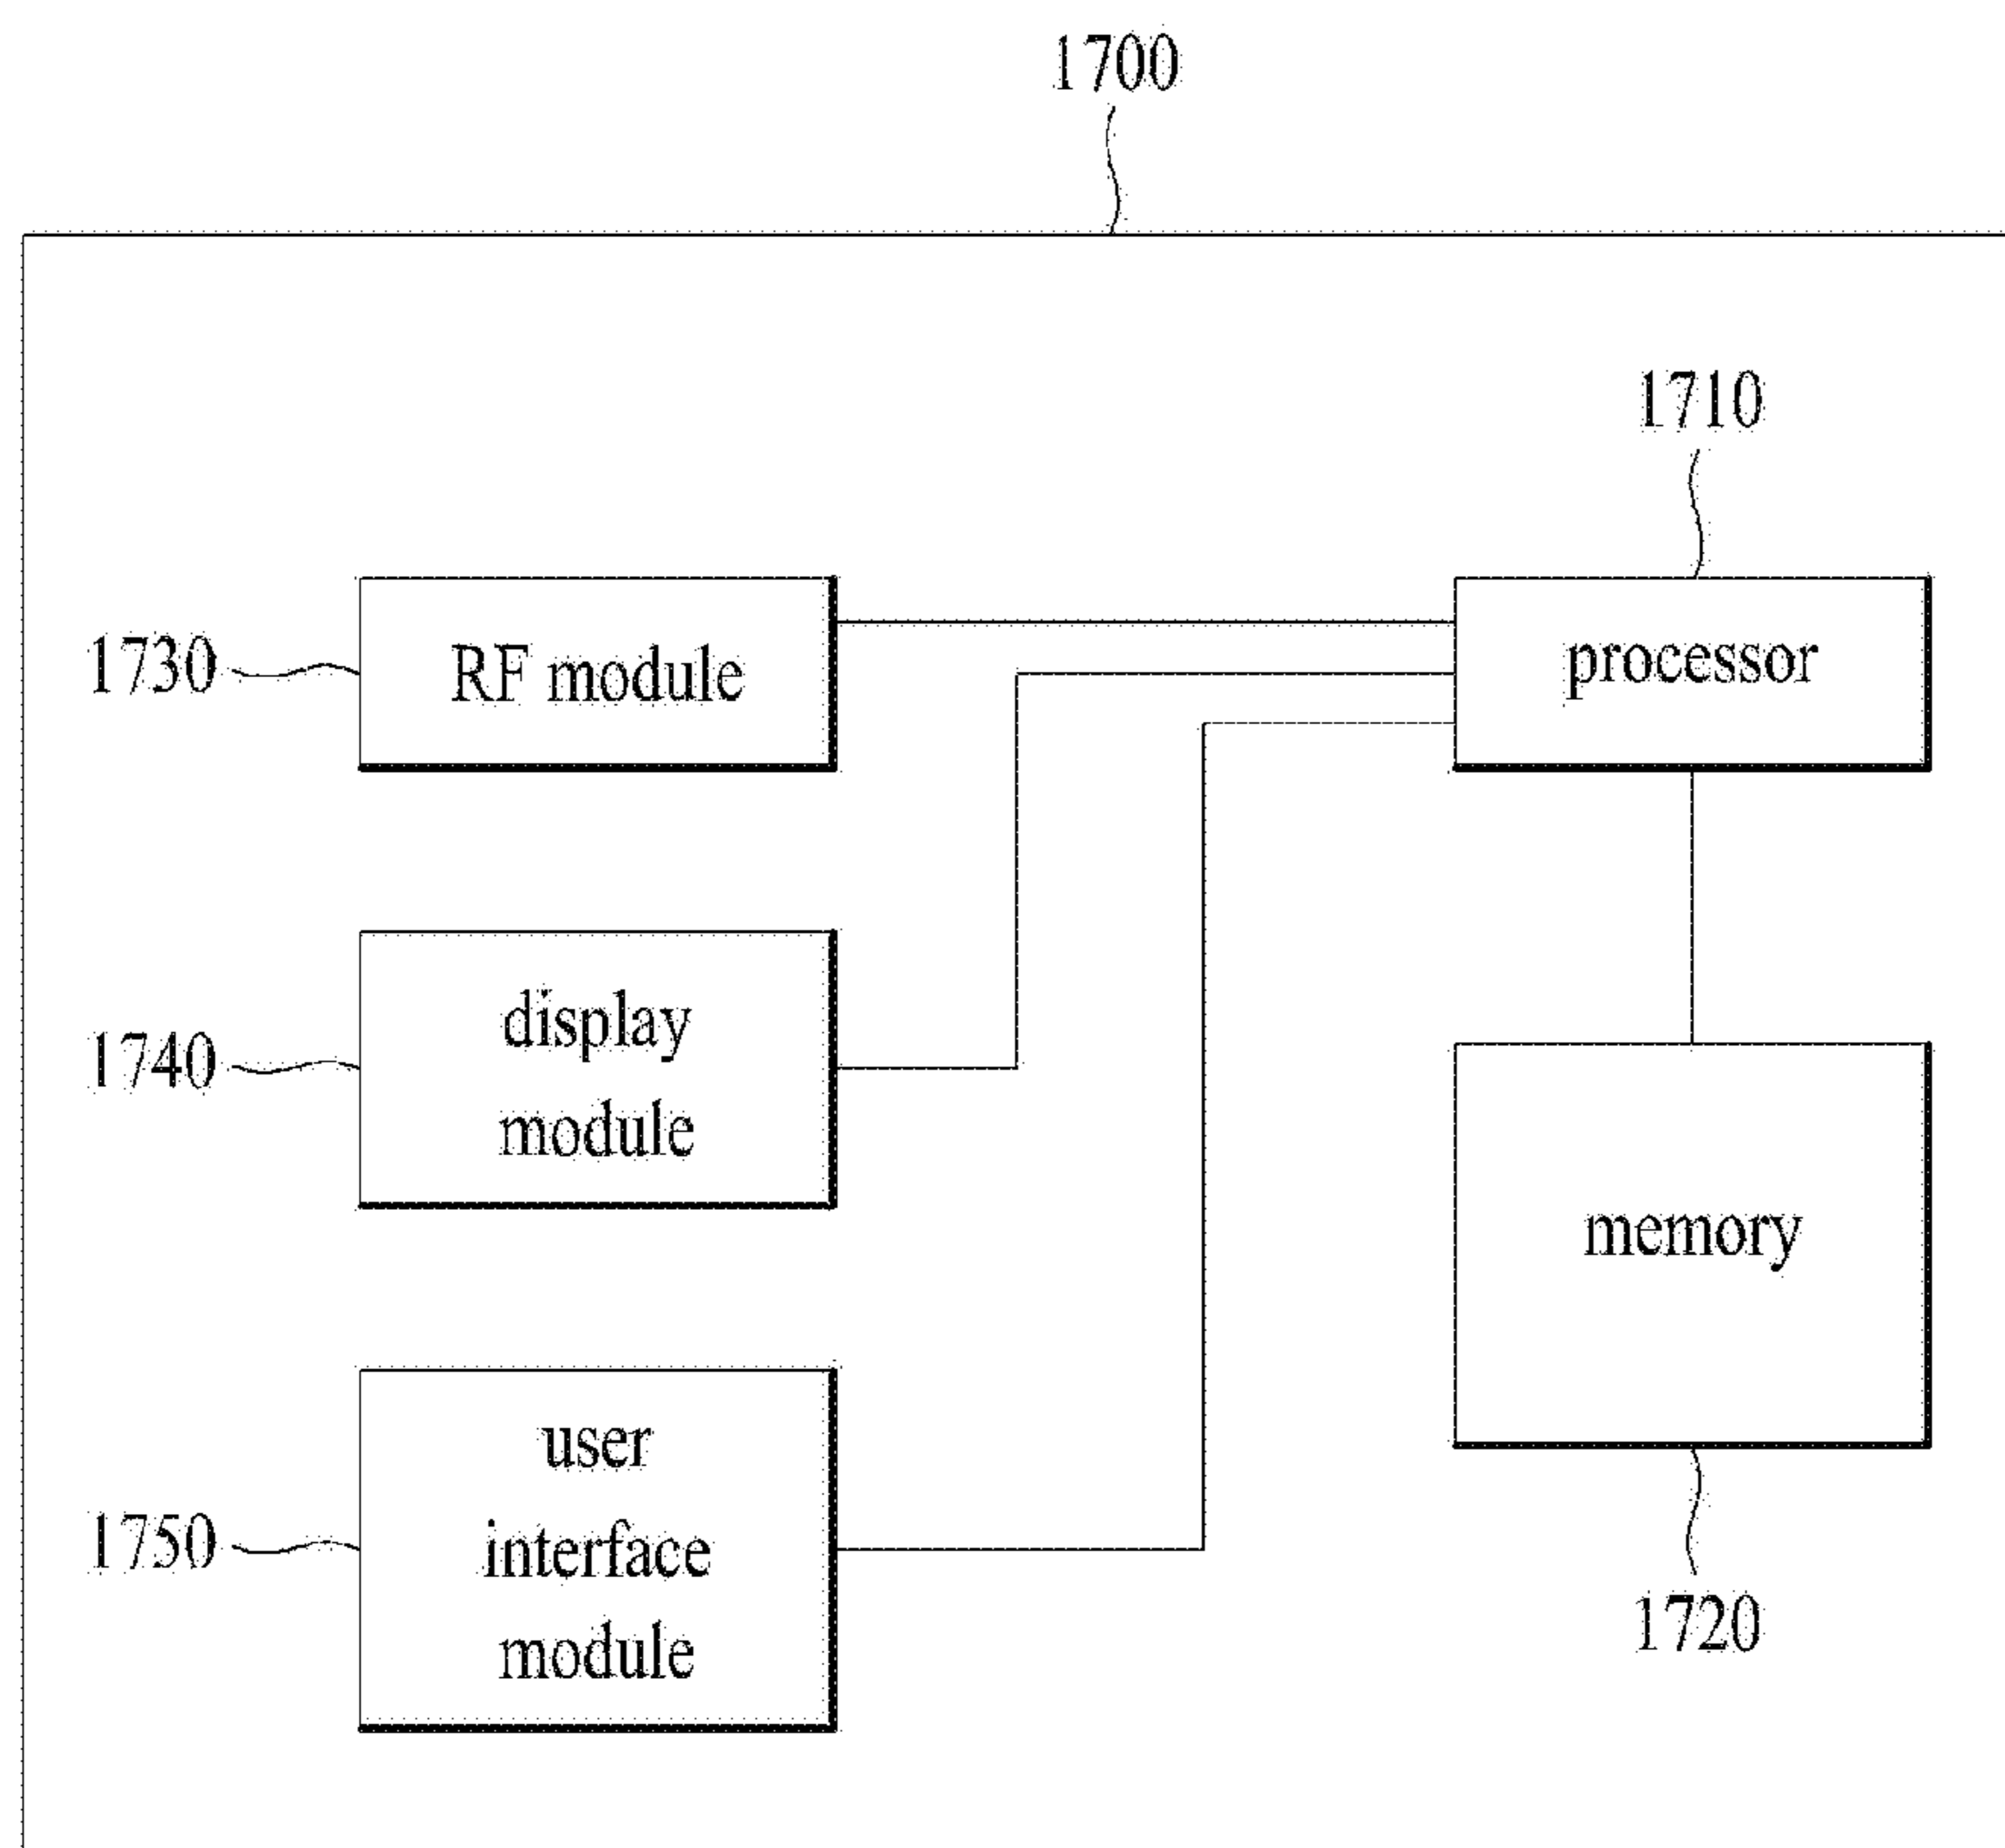 1700
1710
1730
RF module
processor
1740
display
module
memory
1750
user
interface
module
1720